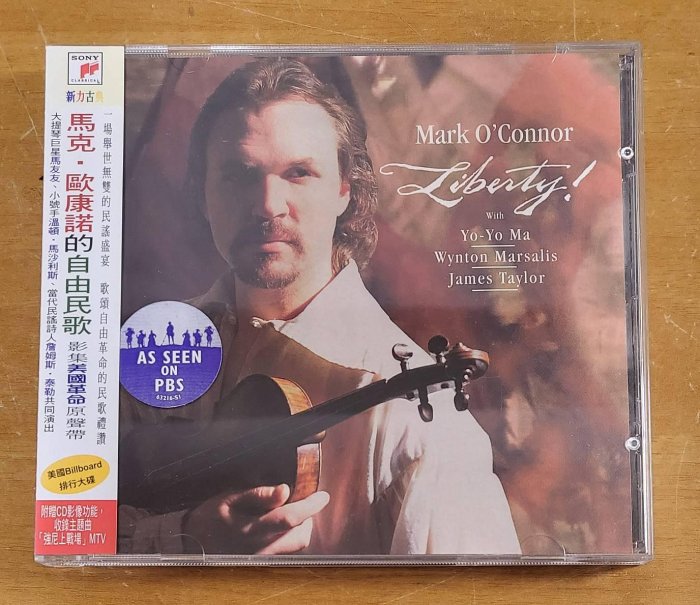 SONY
CLASSICAL
新力古典
一場舉世無雙的民謠盛宴 歌頌自由革命的民歌禮讚
馬克·歐康諾的自由民歌 影集美國革命原聲帶
大提琴巨星馬友友、小號手溫頓·馬沙利斯、當代民謠詩人詹姆斯·泰勒共同演出
美國Billboard
排行大碟
附贈CD影像功能，
收錄主題曲
「強尼上戰場」MTV
AS SEEN
ON
PBS
63216-S1
Mark O'Connor
Liberty!
With
Yo-Yo Ma
Wynton Marsalis
James Taylor